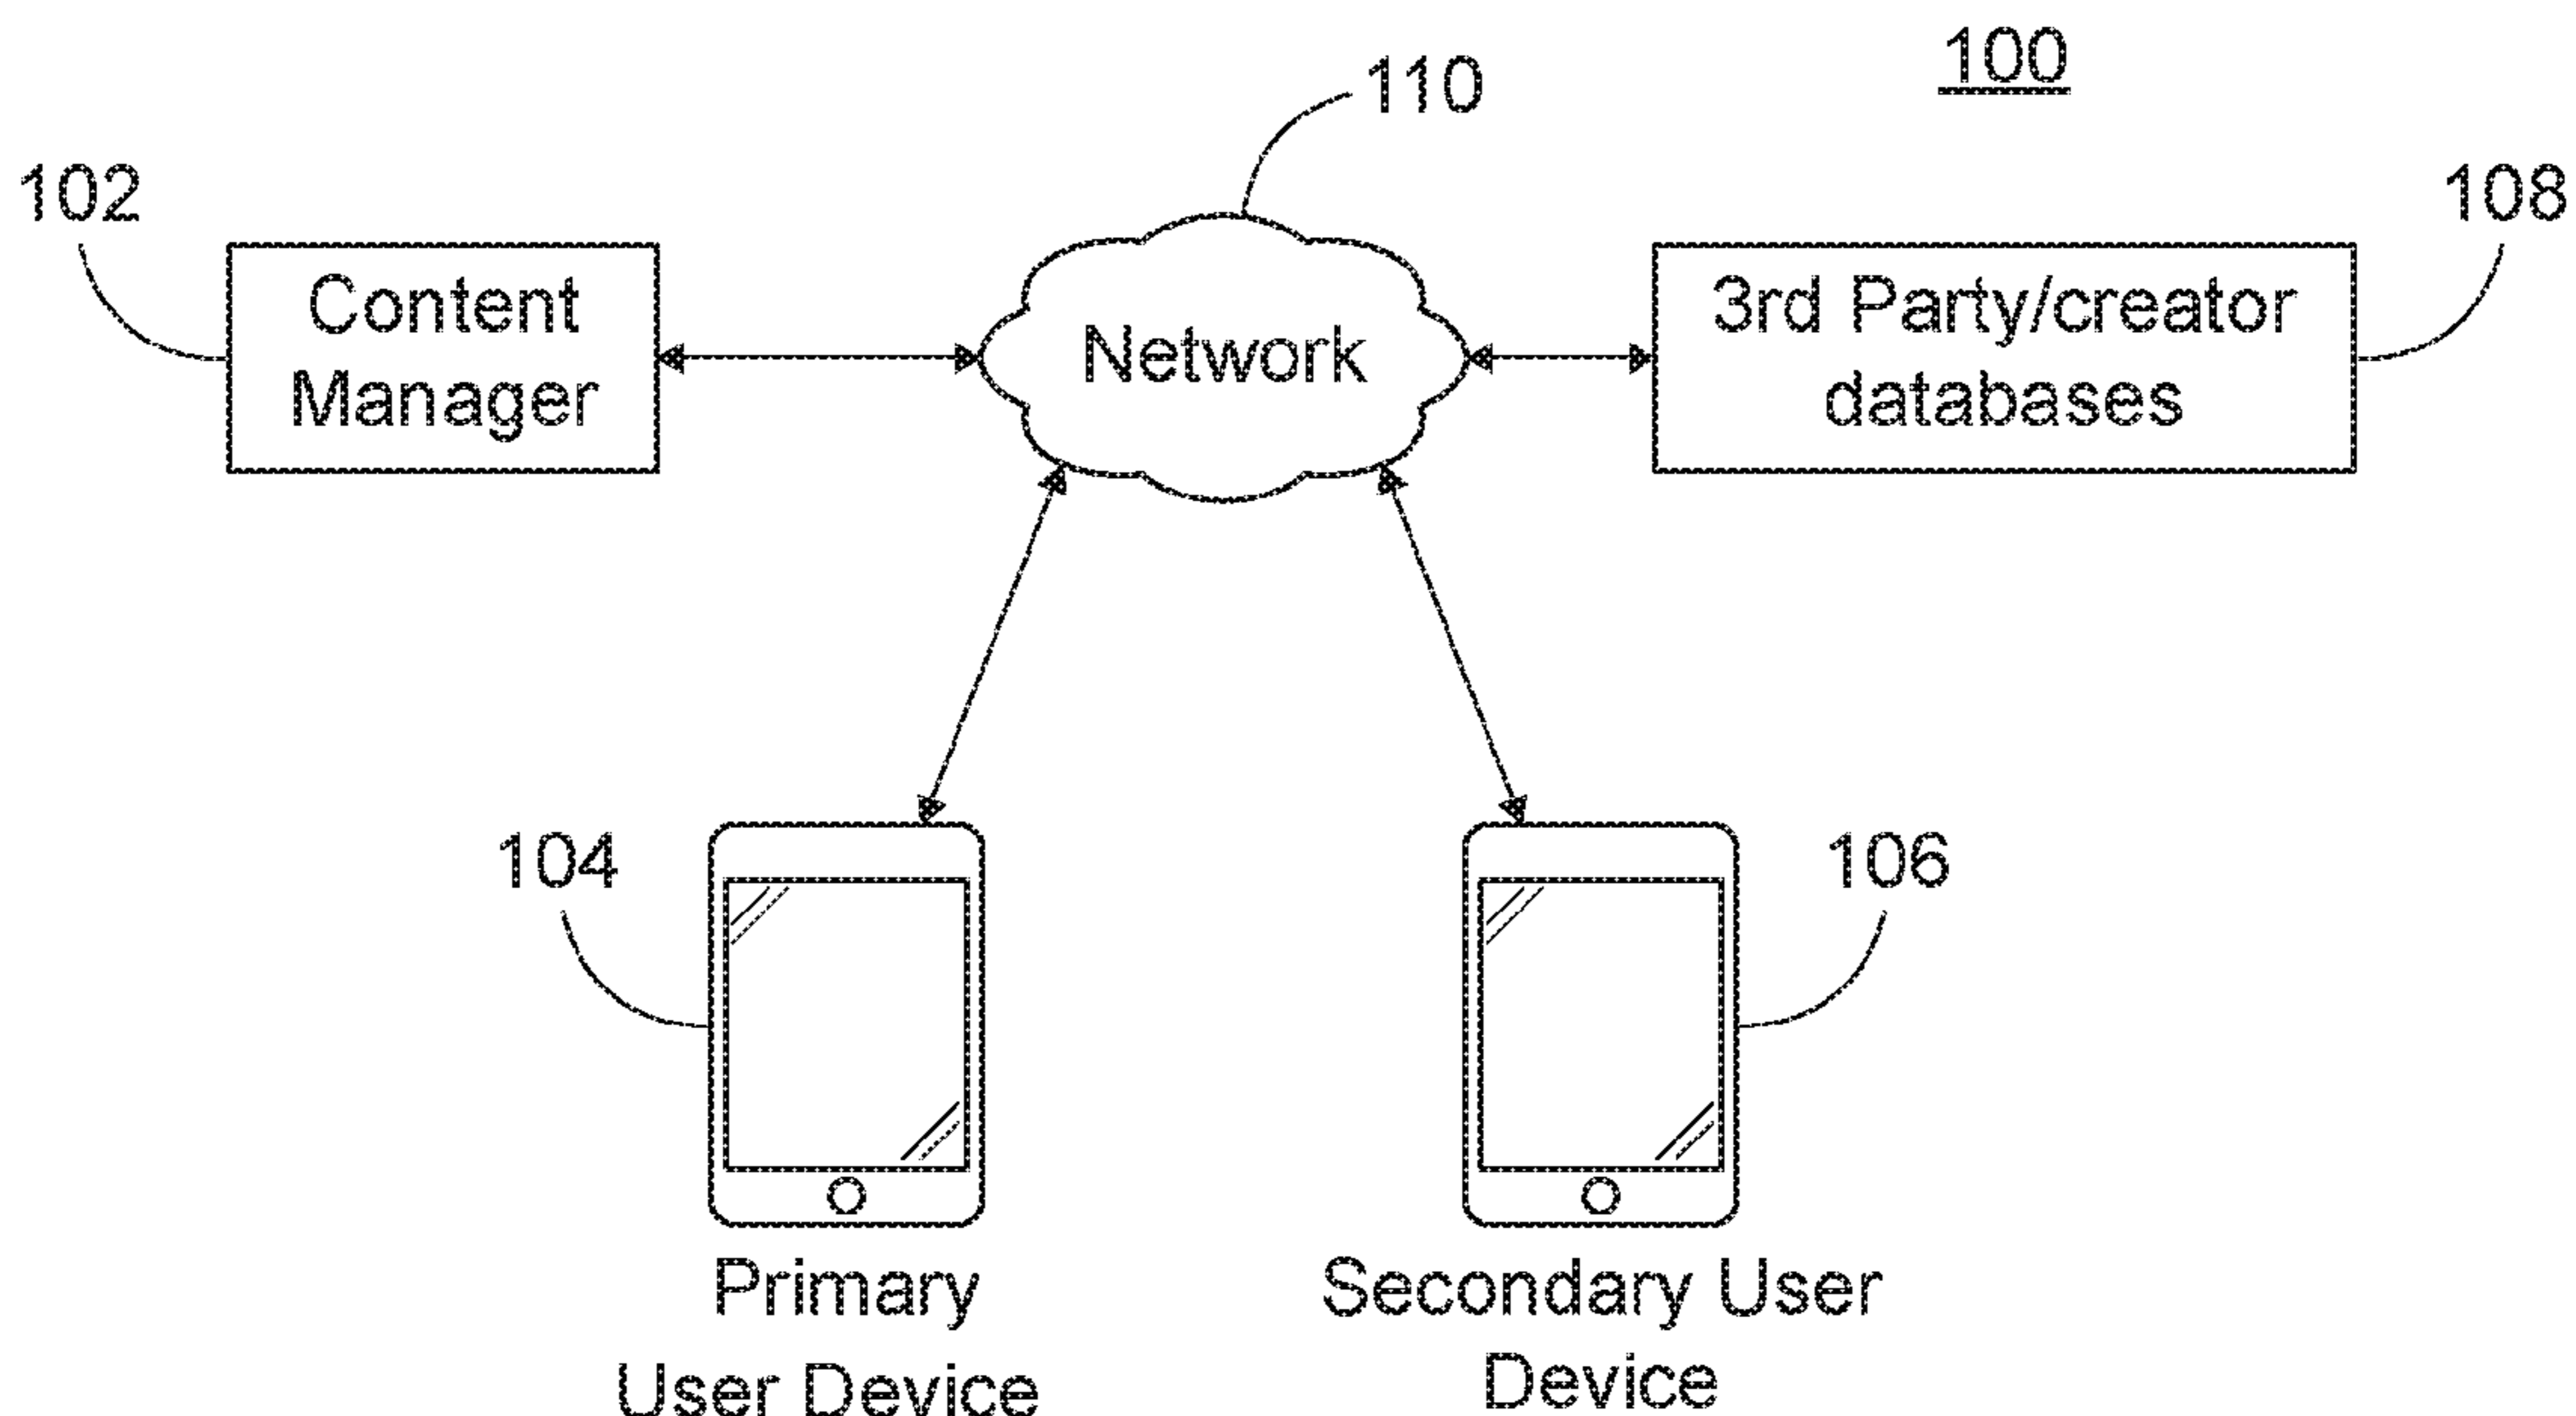 100
110
102
108
Content
Manager
Network
3rd Party/creator
databases
104
106
Primary
User Device
Secondary User
Device